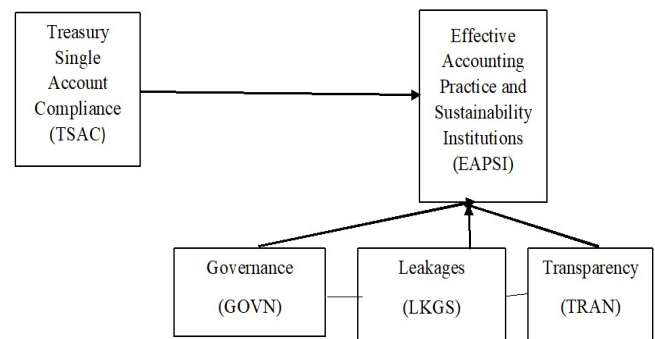 Treasury
Single
Account
Compliance
(TSAC)
Effective
Accounting
Practice and
Sustainability
Institutions
(EAPSI)
Governance
(GOVN)
Leakages
(LKGS)
Transparency
(TRAN)